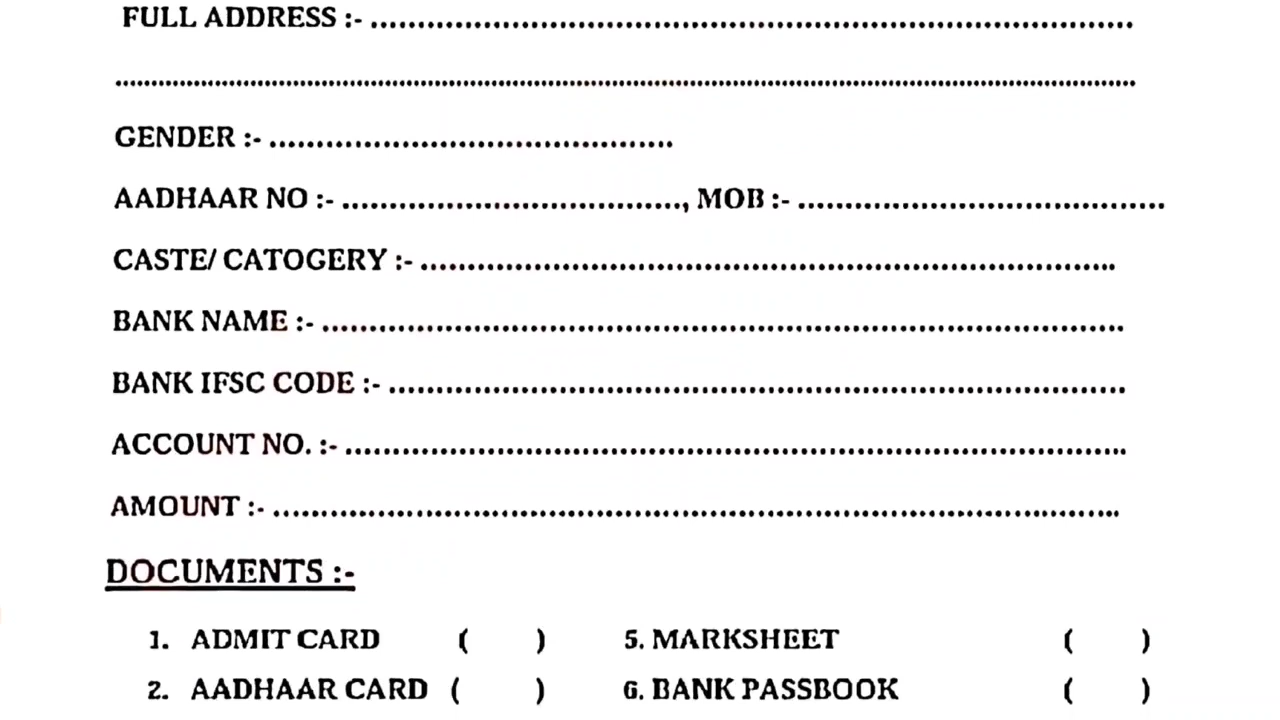 FULL ADDRESS :- ..................................................................................
..............................................................................................................................
GENDER :- ...........................................
AADHAAR NO :- ...................................., MOB :- .......................................
CASTE/ CATOGERY :- ..........................................................................
BANK NAME :- ......................................................................................
BANK IFSC CODE :- ...............................................................................
ACCOUNT NO. :- ....................................................................................
AMOUNT :- ..........................................................................................
DOCUMENTS :-
1. ADMIT CARD ( ) 5. MARKSHEET ( )
2. AADHAAR CARD ( ) 6. BANK PASSBOOK ( )